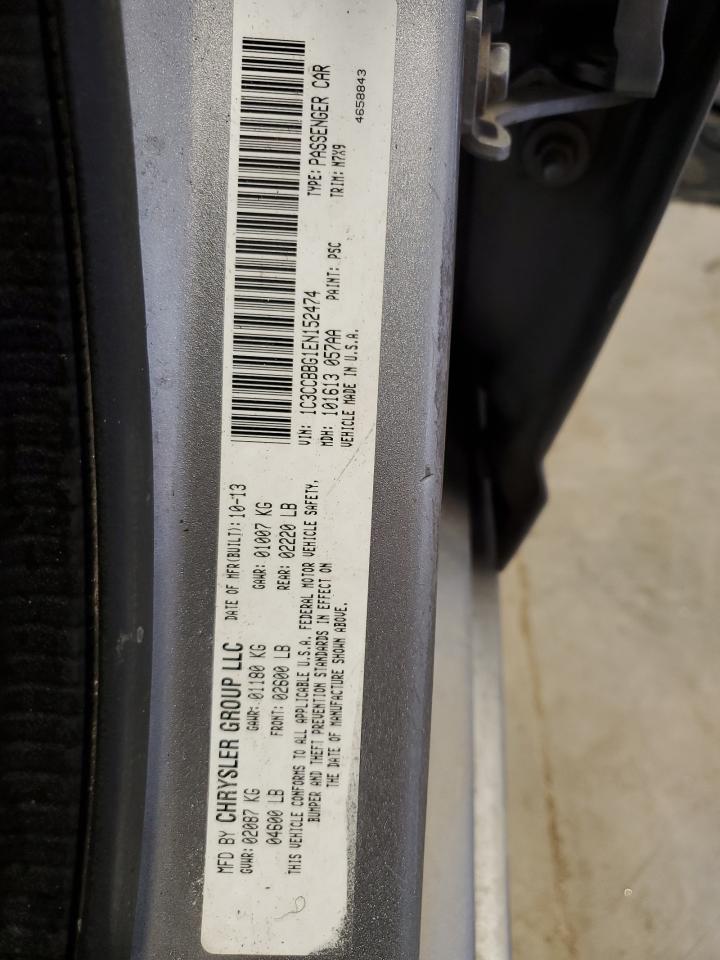 MFD BY CHRYSLER GROUP LLC DATE OF MFR(BUILT): 10-13
GVWR: 02087 KG GAWR: 01180 KG GAWR: 01007 KG
04600 LB FRONT: 02600 LB REAR: 02220 LB
THIS VEHICLE CONFORMS TO ALL APPLICABLE U.S.A. FEDERAL MOTOR VEHICLE SAFETY,
BUMPER AND THEFT PREVENTION STANDARDS IN EFFECT ON
THE DATE OF MANUFACTURE SHOWN ABOVE.
VIN: 1C3CCBBG1EN152474 TYPE: PASSENGER CAR
MDH: 101613 057AA PAINT: PSC TRIM: M7X9
VEHICLE MADE IN U.S.A.
4658843